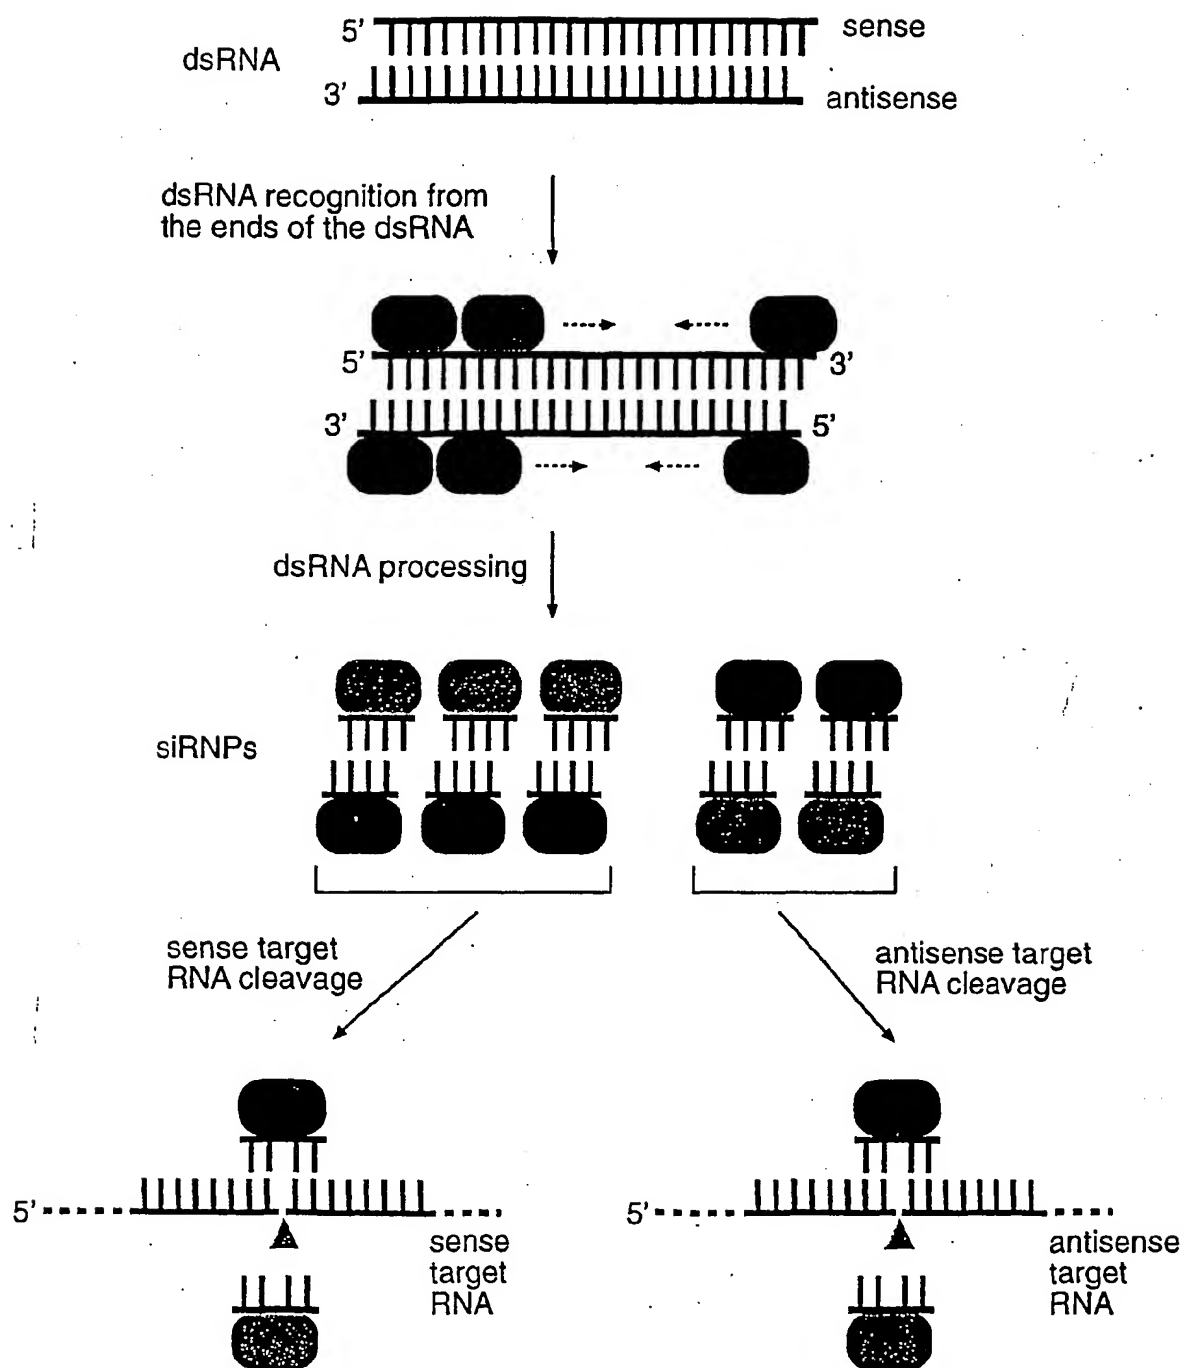 5' sense
dsRNA
3' antisense
dsRNA recognition from
the ends of the dsRNA
5' 3'
3' 5'
dsRNA processing
siRNPs
sense target
RNA cleavage
antisense target
RNA cleavage
5'
sense
target
RNA
5'
antisense
target
RNA